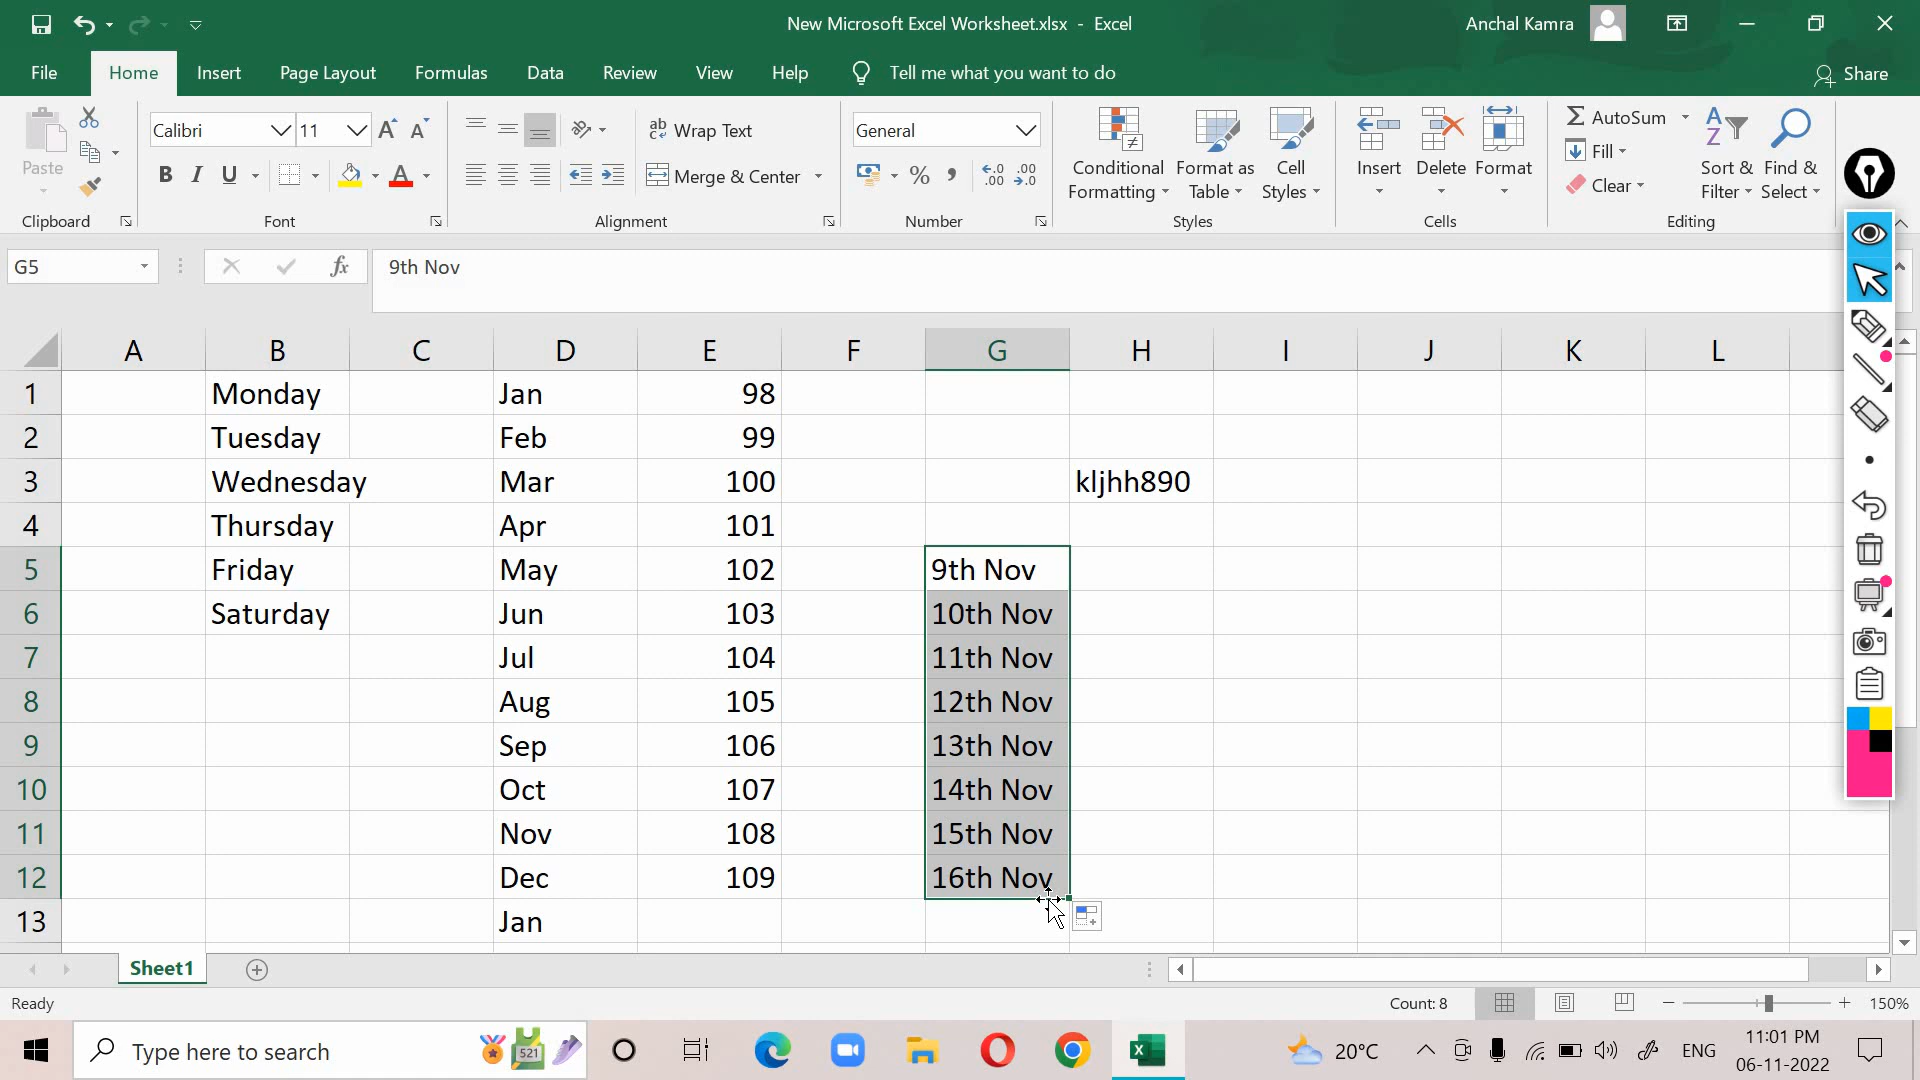 New Microsoft Excel Worksheet.xlsx - Excel
Anchal Kamra
File Home Insert Page Layout Formulas Data Review View Help Tell me what you want to do Share
Paste
Clipboard
Calibri 11
B I U
Font
Wrap Text
Merge & Center
Alignment
General
Number
Conditional Formatting
Format as Table
Cell Styles
Styles
Insert Delete Format
Cells
AutoSum
Fill
Clear
Sort & Filter
Find & Select
Editing
G5 fx 9th Nov
A B C D E F G H I J K L
1 Monday Jan 98
2 Tuesday Feb 99
3 Wednesday Mar 100 kljhh890
4 Thursday Apr 101
5 Friday May 102 9th Nov
6 Saturday Jun 103 10th Nov
7 Jul 104 11th Nov
8 Aug 105 12th Nov
9 Sep 106 13th Nov
10 Oct 107 14th Nov
11 Nov 108 15th Nov
12 Dec 109 16th Nov
13 Jan
Sheet1
Ready Count: 8 150%
Type here to search 521 20°C ENG 11:01 PM
06-11-2022